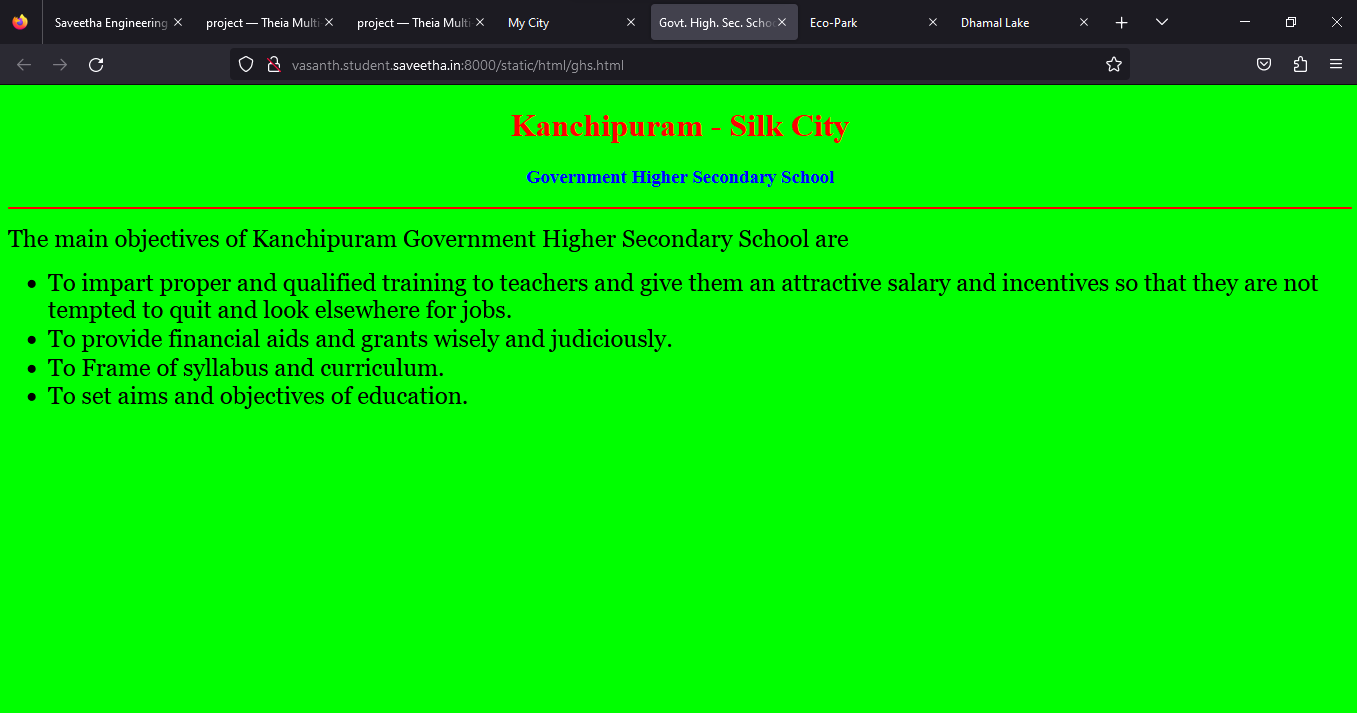 Saveetha Engineering
project — Theia Multi
project — Theia Multi
My City
Govt. High. Sec. Schoo
Eco-Park
Dhamal Lake
vasanth.student.saveetha.in:8000/static/html/ghs.html
Kanchipuram - Silk City
Government Higher Secondary School
The main objectives of Kanchipuram Government Higher Secondary School are
• To impart proper and qualified training to teachers and give them an attractive salary and incentives so that they are not
tempted to quit and look elsewhere for jobs.
• To provide financial aids and grants wisely and judiciously.
• To Frame of syllabus and curriculum.
• To set aims and objectives of education.